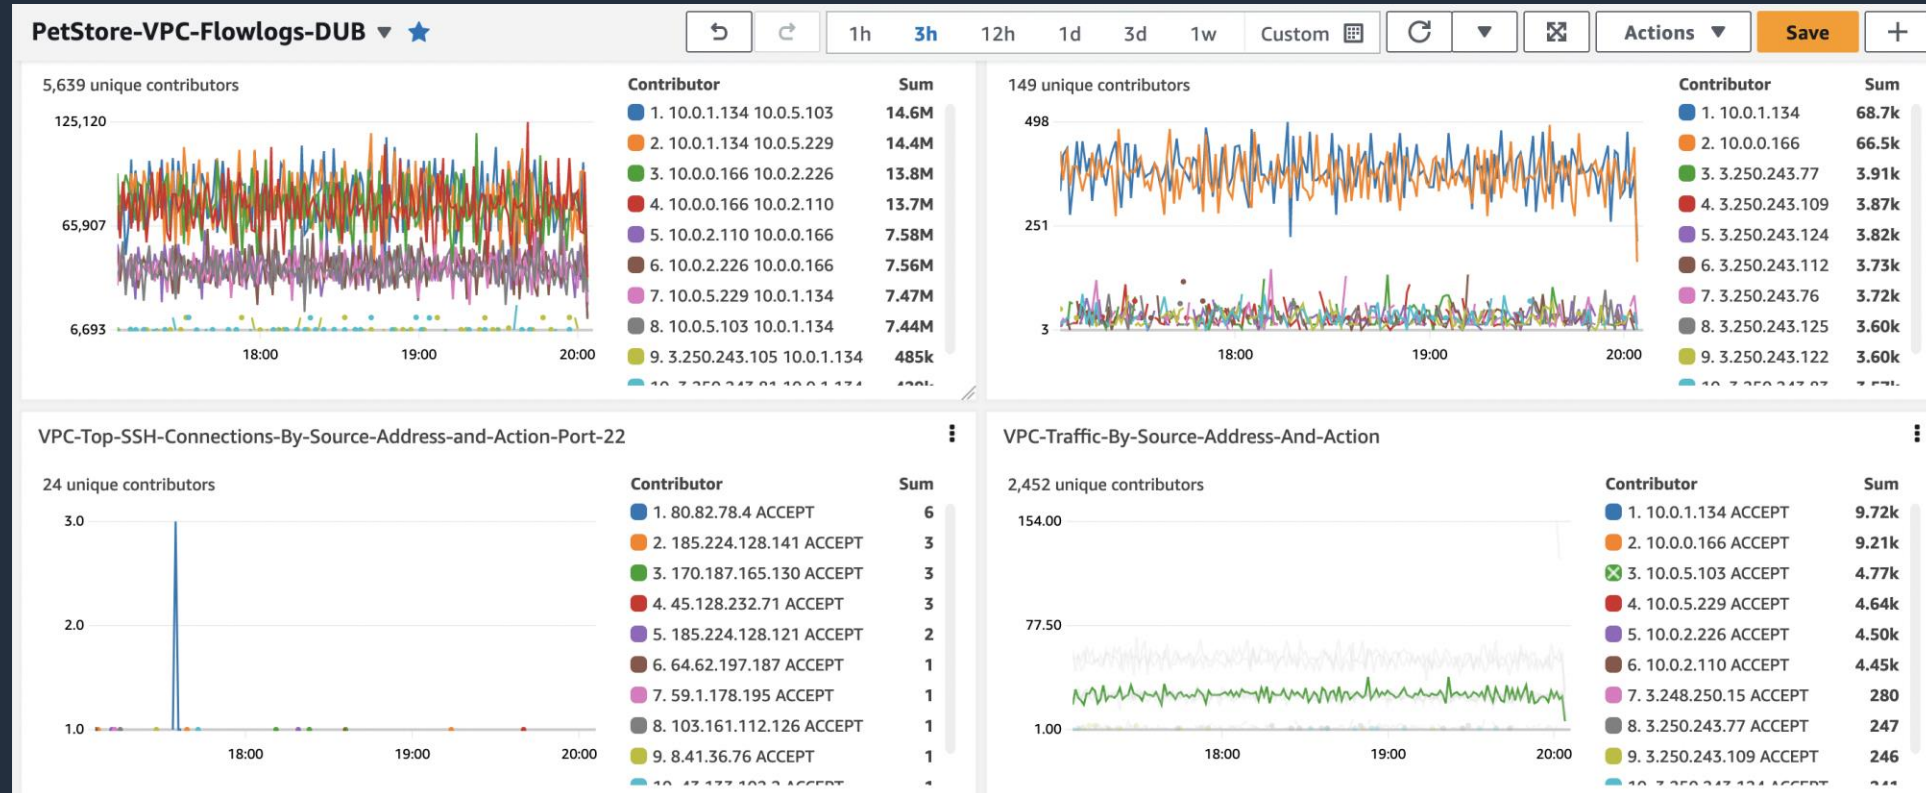 PetStore-VPC-Flowlogs-DUB
1h 3h 12h 1d 3d 1w Custom Actions Save
5,639 unique contributors
125,120
65,907
6,693
18:00 19:00 20:00
Contributor Sum
1. 10.0.1.134 10.0.5.103 14.6M
2. 10.0.1.134 10.0.5.229 14.4M
3. 10.0.0.166 10.0.2.226 13.8M
4. 10.0.0.166 10.0.2.110 13.7M
5. 10.0.2.110 10.0.0.166 7.58M
6. 10.0.2.226 10.0.0.166 7.56M
7. 10.0.5.229 10.0.1.134 7.47M
8. 10.0.5.103 10.0.1.134 7.44M
9. 3.250.243.105 10.0.1.134 485k
149 unique contributors
498
251
3
18:00 19:00 20:00
Contributor Sum
1. 10.0.1.134 68.7k
2. 10.0.0.166 66.5k
3. 3.250.243.77 3.91k
4. 3.250.243.109 3.87k
5. 3.250.243.124 3.82k
6. 3.250.243.112 3.73k
7. 3.250.243.76 3.72k
8. 3.250.243.125 3.60k
9. 3.250.243.122 3.60k
VPC-Top-SSH-Connections-By-Source-Address-and-Action-Port-22
24 unique contributors
3.0
2.0
1.0
18:00 19:00 20:00
Contributor Sum
1. 80.82.78.4 ACCEPT 6
2. 185.224.128.141 ACCEPT 3
3. 170.187.165.130 ACCEPT 3
4. 45.128.232.71 ACCEPT 3
5. 185.224.128.121 ACCEPT 2
6. 64.62.197.187 ACCEPT 1
7. 59.1.178.195 ACCEPT 1
8. 103.161.112.126 ACCEPT 1
9. 8.41.36.76 ACCEPT 1
VPC-Traffic-By-Source-Address-And-Action
2,452 unique contributors
154.00
77.50
1.00
18:00 19:00 20:00
Contributor Sum
1. 10.0.1.134 ACCEPT 9.72k
2. 10.0.0.166 ACCEPT 9.21k
3. 10.0.5.103 ACCEPT 4.77k
4. 10.0.5.229 ACCEPT 4.64k
5. 10.0.2.226 ACCEPT 4.50k
6. 10.0.2.110 ACCEPT 4.45k
7. 3.248.250.15 ACCEPT 280
8. 3.250.243.77 ACCEPT 247
9. 3.250.243.109 ACCEPT 246